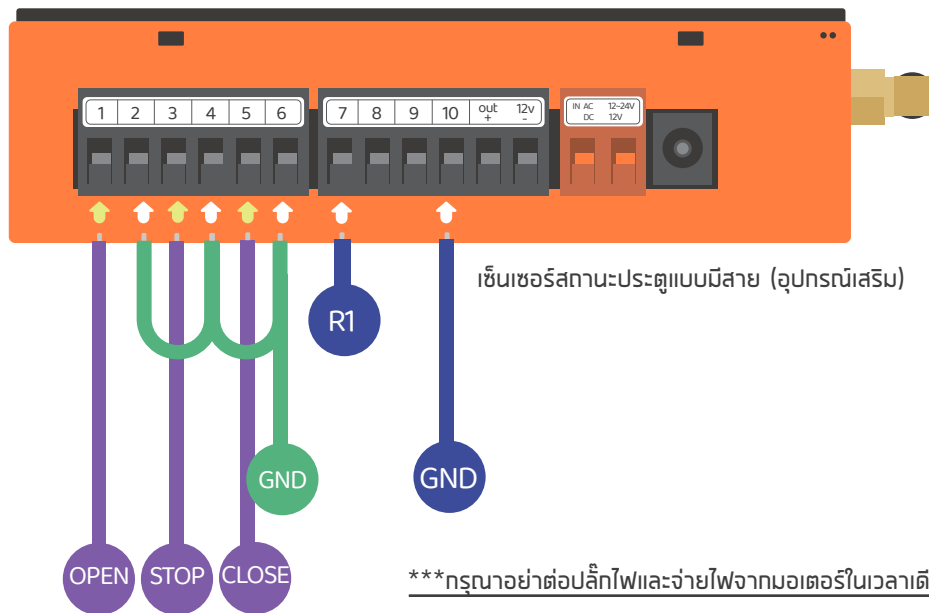 1 2 3 4 5 6 7 8 9 10 out + 12v -
IN AC 12-24V
DC 12V
เซ็นเซอร์สถานะประตูแบบมีสาย (อุปกรณ์เสริม)
R1
GND GND
OPEN STOP CLOSE
***กรุณาอย่าต่อปลั๊กไฟและจ่ายไฟจากมอเตอร์ในเวลาเดี